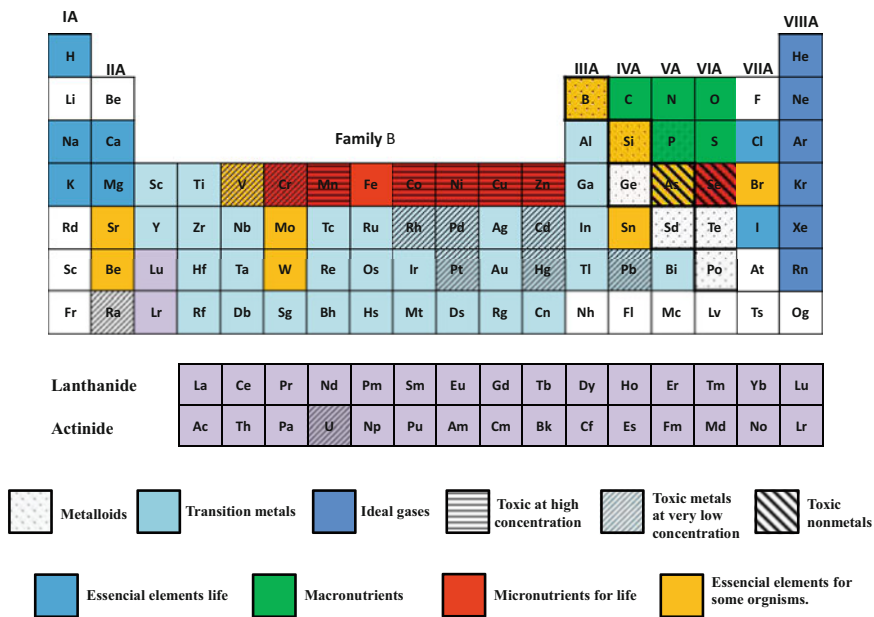 IA VIIIA
H He
IIA IIIA IVA VA VIA VIIA
Li Be B C N O F Ne
Family B
Na Ca Al Si P S Cl Ar
K Mg Sc Ti V Cr Mn Fe Co Ni Cu Zn Ga Ge As Se Br Kr
Rd Sr Y Zr Nb Mo Tc Ru Rh Pd Ag Cd In Sn Sd Te I Xe
Sc Be Lu Hf Ta W Re Os Ir Pt Au Hg Tl Pb Bi Po At Rn
Fr Ra Lr Rf Db Sg Bh Hs Mt Ds Rg Cn Nh Fl Mc Lv Ts Og
Lanthanide La Ce Pr Nd Pm Sm Eu Gd Tb Dy Ho Er Tm Yb Lu
Actinide Ac Th Pa U Np Pu Am Cm Bk Cf Es Fm Md No Lr
Metalloids
Transition metals
Ideal gases
Toxic at high
concentration
Toxic metals
at very low
concentration
Toxic
nonmetals
Essencial elements life
Macronutrients
Micronutrients for life
Essencial elements for
some orgnisms.